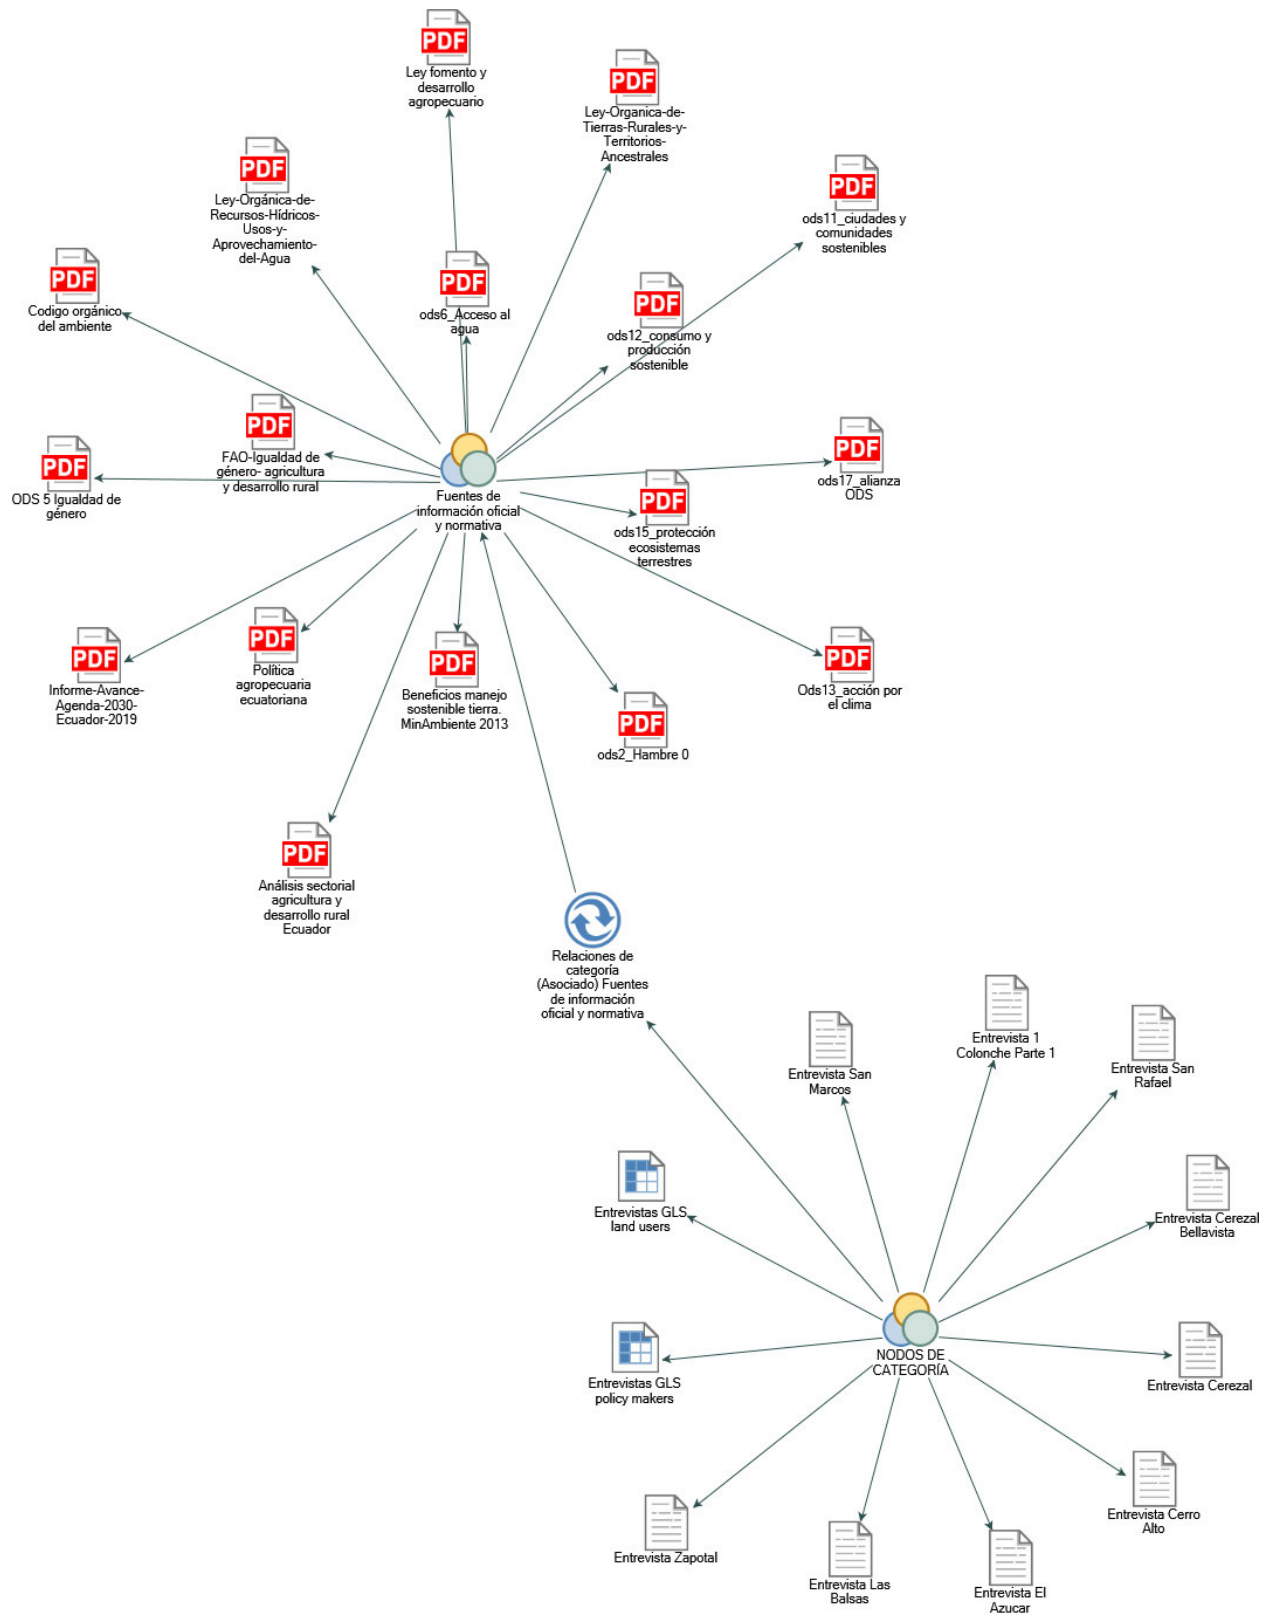 PDF
Ley fomento y
desarrollo
agropecuario
PDF
Ley-Organica-de-
Tierras-Rurales-y-
Territorios-
Ancestrales
PDF
Ley-Orgánica-de-
Recursos-Hídricos-
Usos-y-
Aprovechamiento-
del-Agua
PDF
ods11_ciudades y
comunidades
sostenibles
PDF
Codigo orgánico
del ambiente
PDF
ods6_Acceso al
agua
PDF
ods12_consumo y
producción
sostenible
PDF
ODS 5 Igualdad de
género
PDF
FAO-Igualdad de
género- agricultura
y desarrollo rural
Fuentes de
información oficial
y normativa
PDF
ods17_alianza
ODS
PDF
ods15_protección
ecosistemas
terrestres
PDF
Informe-Avance-
Agenda-2030-
Ecuador-2019
PDF
Política
agropecuaria
ecuatoriana
PDF
Beneficios manejo
sostenible tierra.
MinAmbiente 2013
PDF
ods2_Hambre 0
PDF
Ods13_acción por
el clima
PDF
Análisis sectorial
agricultura y
desarrollo rural
Ecuador
Relaciones de
categoría
(Asociado) Fuentes
de información
oficial y normativa
Entrevista San
Marcos
Entrevista 1
Colonche Parte 1
Entrevista San
Rafael
Entrevistas GLS
land users
Entrevista Cerezal
Bellavista
NODOS DE
CATEGORÍA
Entrevistas GLS
policy makers
Entrevista Cerezal
Entrevista Zapotal
Entrevista Las
Balsas
Entrevista El
Azucar
Entrevista Cerro
Alto